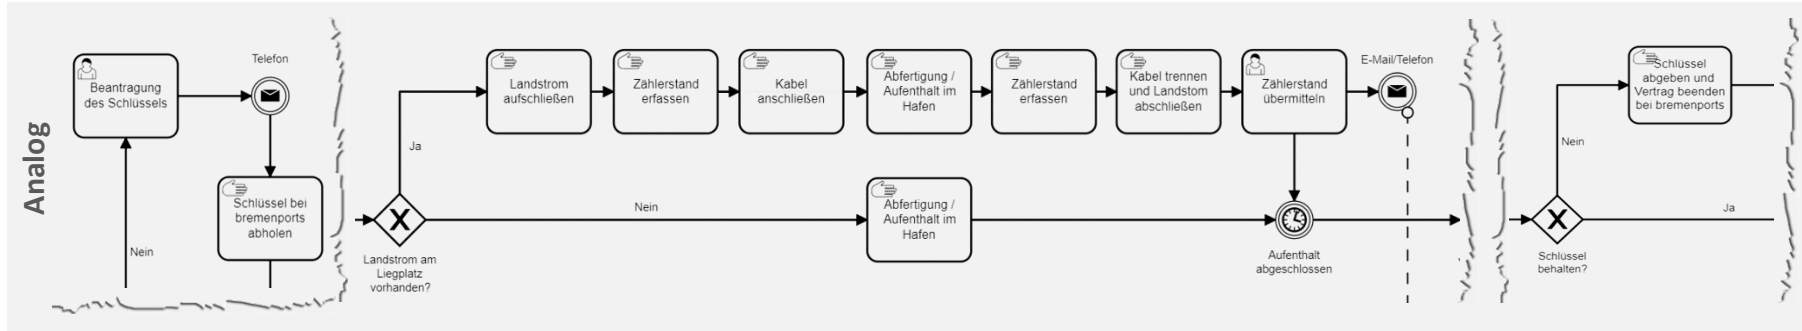 Analog
Beantragung
des Schlüssels
Telefon
Schlüssel bei
bremenports
abholen
Nein
Landstrom am
Liegplatz
vorhanden?
Ja
Landstrom
aufschließen
Zählerstand
erfassen
Kabel
anschließen
Abfertigung /
Aufenthalt im
Hafen
Zählerstand
erfassen
Kabel trennen
und Landstom
abschließen
Zählerstand
übermitteln
E-Mail/Telefon
Nein
Abfertigung /
Aufenthalt im
Hafen
Aufenthalt
abgeschlossen
Schlüssel
behalten?
Nein
Schlüssel
abgeben und
Vertrag beenden
bei bremenports
Ja